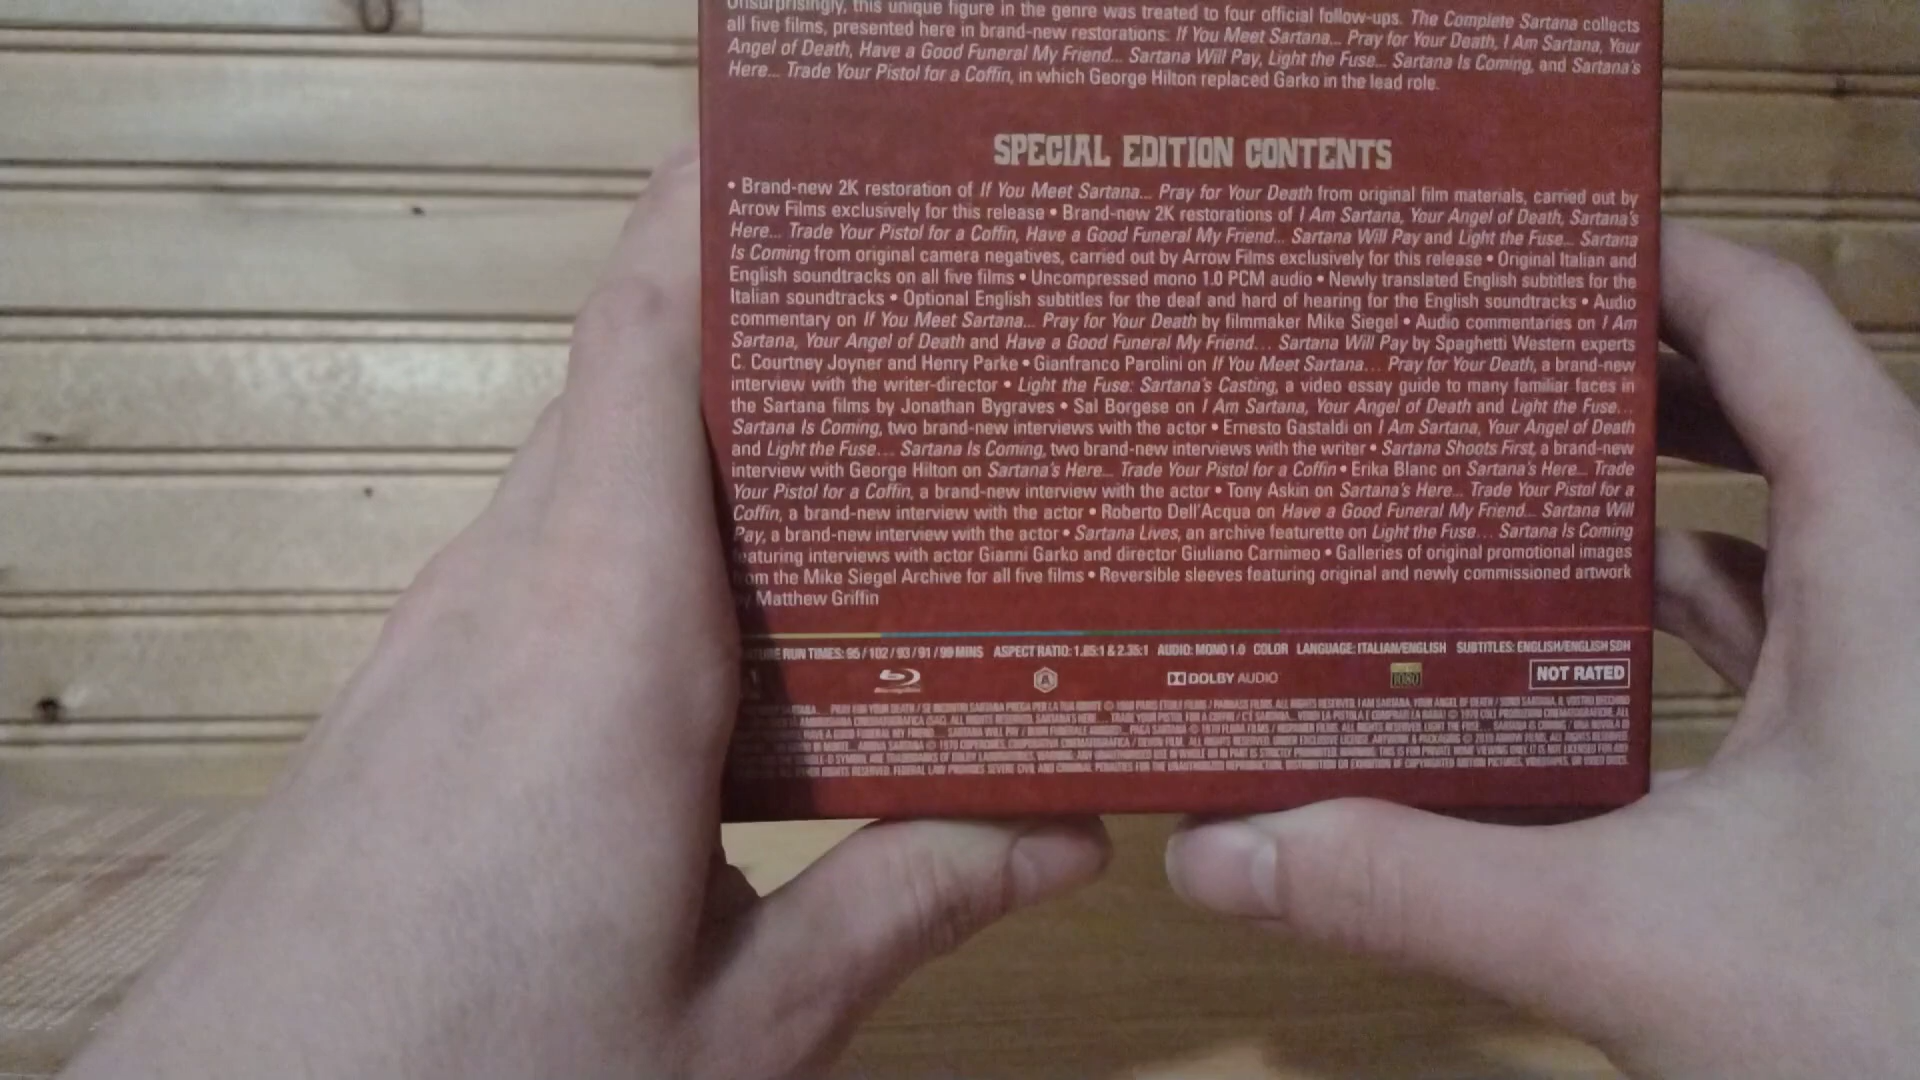 Unsurprisingly, this unique figure in the genre was treated to four official follow-ups. The Complete Sartana collects
all five films, presented here in brand-new restorations: If You Meet Sartana... Pray for Your Death, I Am Sartana, Your
Angel of Death, Have a Good Funeral My Friend... Sartana Will Pay, Light the Fuse... Sartana Is Coming, and Sartana's
Here... Trade Your Pistol for a Coffin, in which George Hilton replaced Garko in the lead role.
SPECIAL EDITION CONTENTS
• Brand-new 2K restoration of If You Meet Sartana... Pray for Your Death from original film materials, carried out by
Arrow Films exclusively for this release • Brand-new 2K restorations of I Am Sartana, Your Angel of Death, Sartana's
Here... Trade Your Pistol for a Coffin, Have a Good Funeral My Friend... Sartana Will Pay and Light the Fuse... Sartana
Is Coming from original camera negatives, carried out by Arrow Films exclusively for this release • Original Italian and
English soundtracks on all five films • Uncompressed mono 1.0 PCM audio • Newly translated English subtitles for the
Italian soundtracks • Optional English subtitles for the deaf and hard of hearing for the English soundtracks • Audio
commentary on If You Meet Sartana... Pray for Your Death by filmmaker Mike Siegel • Audio commentaries on I Am
Sartana, Your Angel of Death and Have a Good Funeral My Friend... Sartana Will Pay by Spaghetti Western experts
C. Courtney Joyner and Henry Parke • Gianfranco Parolini on If You Meet Sartana... Pray for Your Death, a brand-new
interview with the writer-director • Light the Fuse: Sartana's Casting, a video essay guide to many familiar faces in
the Sartana films by Jonathan Bygraves • Sal Borgese on I Am Sartana, Your Angel of Death and Light the Fuse...
Sartana Is Coming, two brand-new interviews with the actor • Ernesto Gastaldi on I Am Sartana, Your Angel of Death
and Light the Fuse... Sartana Is Coming, two brand-new interviews with the writer • Sartana Shoots First, a brand-new
interview with George Hilton on Sartana's Here... Trade Your Pistol for a Coffin • Erika Blanc on Sartana's Here... Trade
Your Pistol for a Coffin, a brand-new interview with the actor • Tony Askin on Sartana's Here... Trade Your Pistol for a
Coffin, a brand-new interview with the actor • Roberto Dell'Acqua on Have a Good Funeral My Friend... Sartana Will
Pay, a brand-new interview with the actor • Sartana Lives, an archive featurette on Light the Fuse... Sartana Is Coming
featuring interviews with actor Gianni Garko and director Giuliano Carnimeo • Galleries of original promotional images
from the Mike Siegel Archive for all five films • Reversible sleeves featuring original and newly commissioned artwork
Matthew Griffin
RUN TIMES: 95 / 102 / 93 / 91 / 99 MINS ASPECT RATIO: 1.85:1 & 2.35:1 AUDIO: MONO 1.0 COLOR LANGUAGE: ITALIAN/ENGLISH SUBTITLES: ENGLISH/ENGLISH SDH
DOLBY AUDIO 1080 NOT RATED